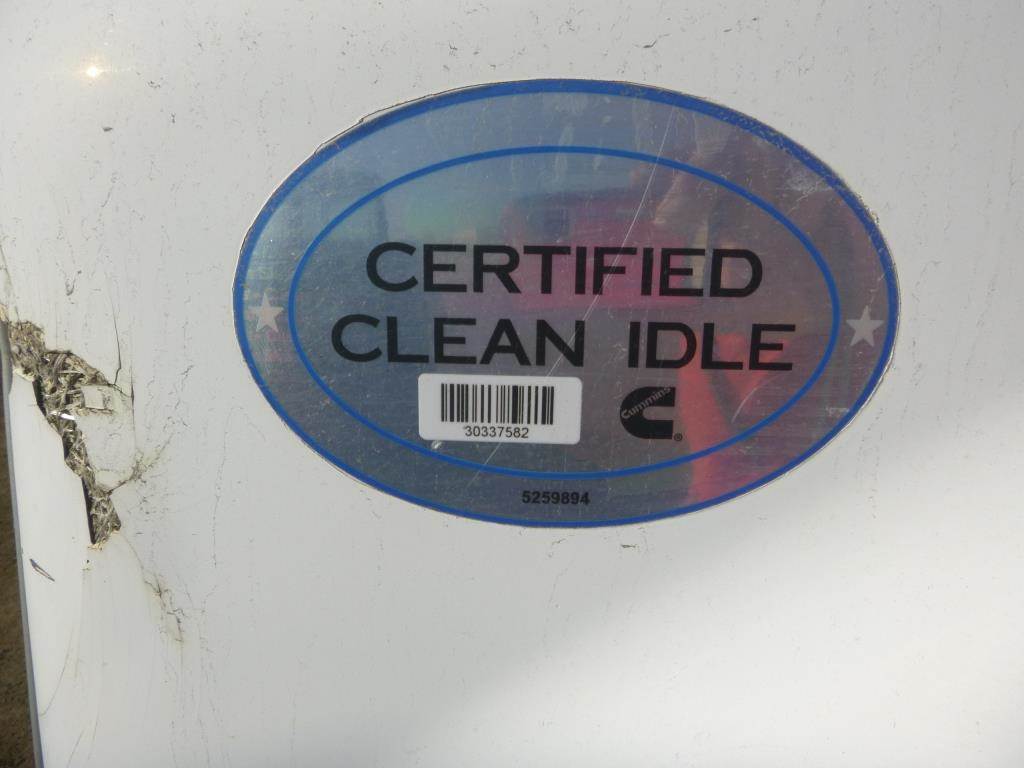 CERTIFIED
CLEAN IDLE
30337582
Cummins
®
5259894